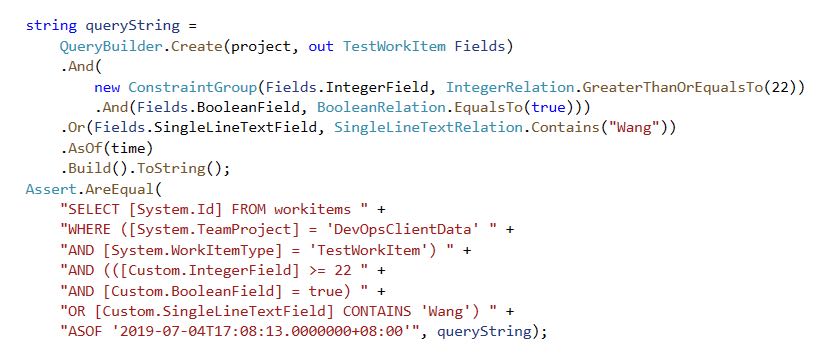 string queryString =
QueryBuilder.Create(project, out TestWorkItem Fields)
.And(
new ConstraintGroup(Fields.IntegerField, IntegerRelation.GreaterThanOrEqualsTo(22))
.And(Fields.BooleanField, BooleanRelation.EqualsTo(true)))
.Or(Fields.SingleLineTextField, SingleLineTextRelation.Contains("Wang"))
.AsOf(time)
.Build().ToString();
Assert.AreEqual(
"SELECT [System.Id] FROM workitems " +
"WHERE ([System.TeamProject] = 'DevOpsClientData' " +
"AND [System.WorkItemType] = 'TestWorkItem') " +
"AND (([Custom.IntegerField] >= 22 " +
"AND [Custom.BooleanField] = true) " +
"OR [Custom.SingleLineTextField] CONTAINS 'Wang') " +
"ASOF '2019-07-04T17:08:13.0000000+08:00'", queryString);